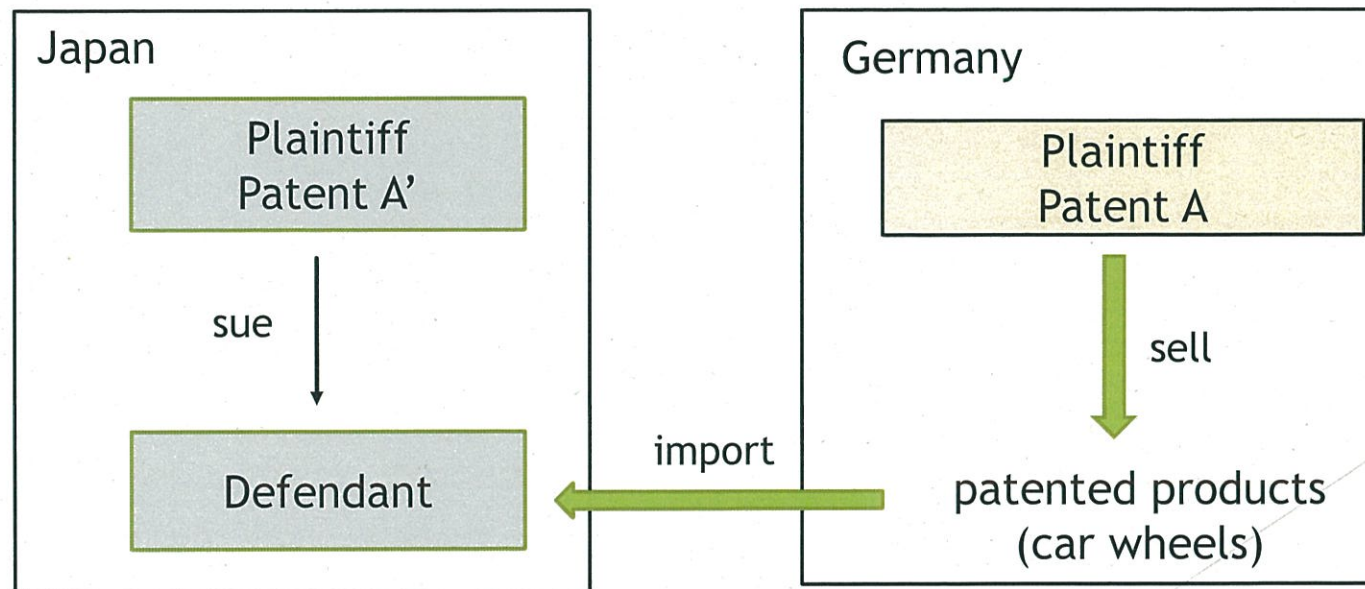 Japan
Plaintiff
Patent A’
sue
Defendant
import
Germany
Plaintiff
Patent A
sell
patented products
(car wheels)